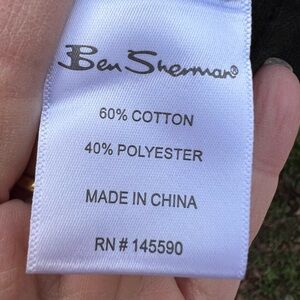 Ben Sherman®
60% COTTON
40% POLYESTER
MADE IN CHINA
RN # 145590